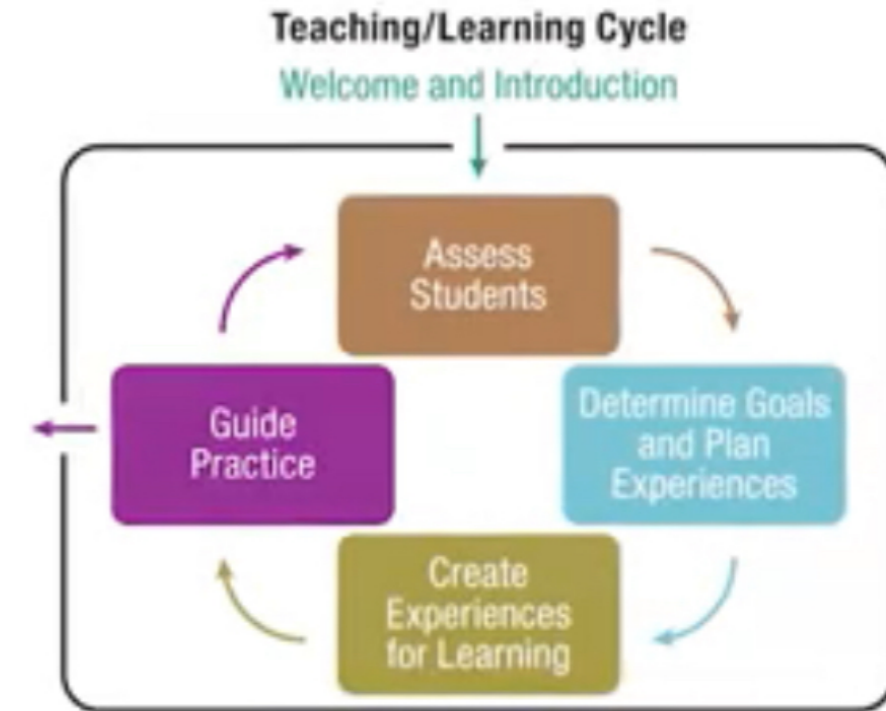 Teaching/Learning Cycle
Welcome and Introduction
Assess
Students
Guide
Practice
Determine Goals
and Plan
Experiences
Create
Experiences
for Learning